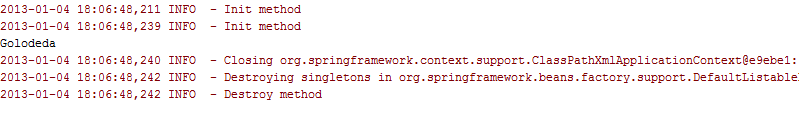 2013-01-04 18:06:48,211 INFO  - Init method
2013-01-04 18:06:48,239 INFO  - Init method
Golodeda
2013-01-04 18:06:48,240 INFO  - Closing org.springframework.context.support.ClassPathXmlApplicationContext@e9ebe1:
2013-01-04 18:06:48,242 INFO  - Destroying singletons in org.springframework.beans.factory.support.DefaultListable
2013-01-04 18:06:48,242 INFO  - Destroy method